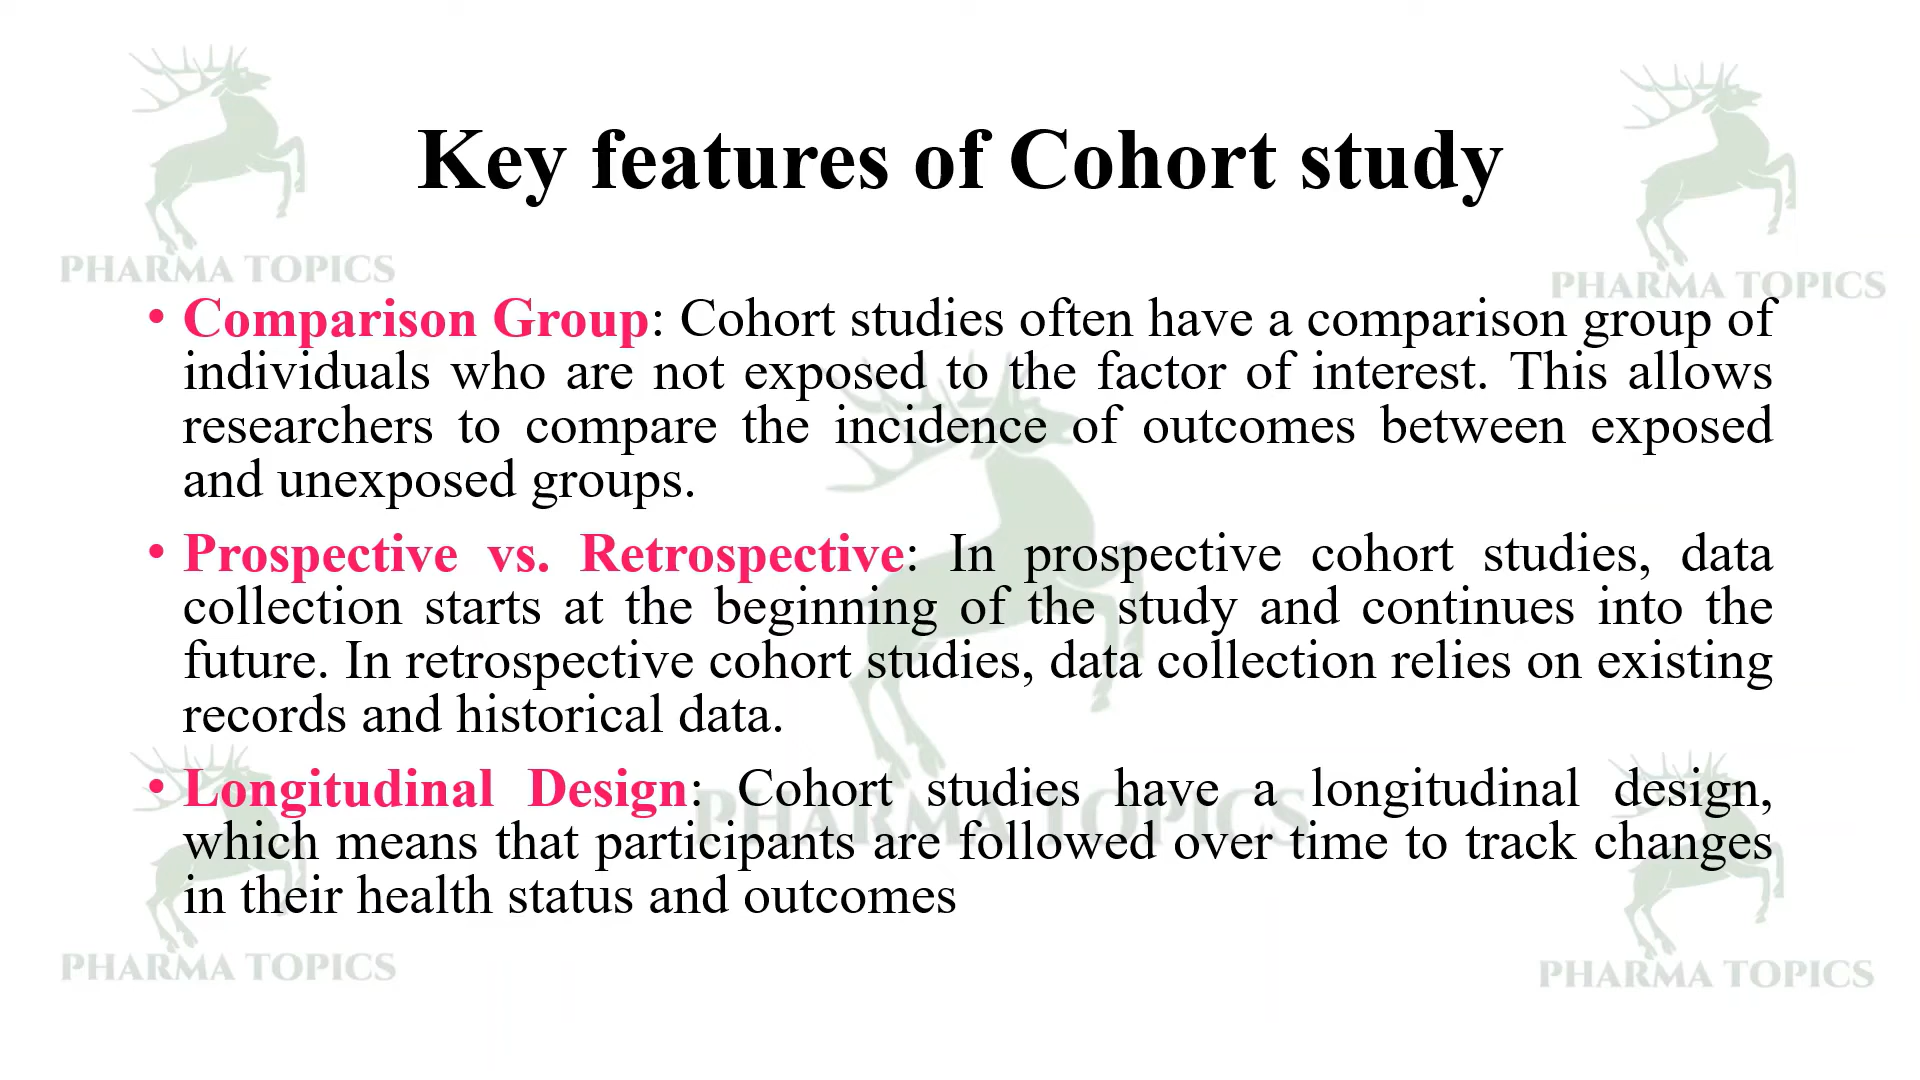 PHARMA TOPICS
PHARMA TOPICS
Key features of Cohort study
• Comparison Group: Cohort studies often have a comparison group of
individuals who are not exposed to the factor of interest. This allows
researchers to compare the incidence of outcomes between exposed
and unexposed groups.
• Prospective vs. Retrospective: In prospective cohort studies, data
collection starts at the beginning of the study and continues into the
future. In retrospective cohort studies, data collection relies on existing
records and historical data.
• Longitudinal Design: Cohort studies have a longitudinal design,
which means that participants are followed over time to track changes
in their health status and outcomes
PHARMA TOPICS
PHARMA TOPICS
PHARMA TOPICS